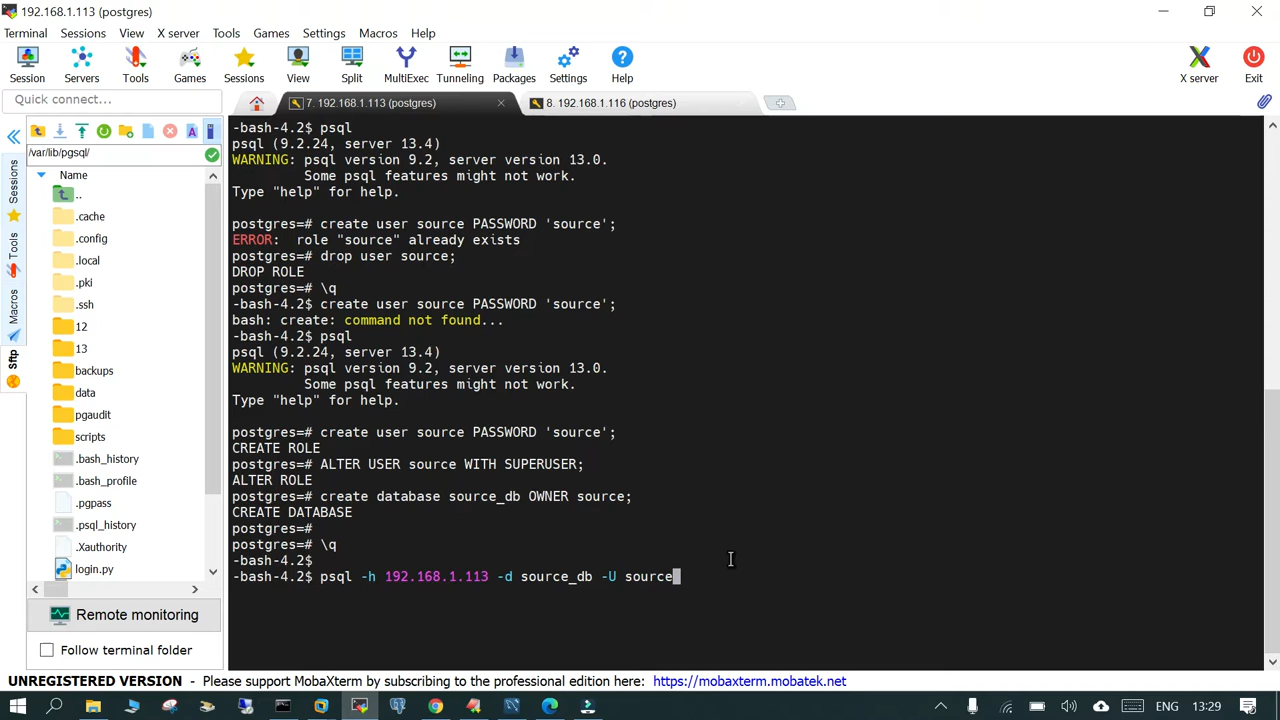 192.168.1.113 (postgres)
Terminal Sessions View X server Tools Games Settings Macros Help
Session Servers Tools Games Sessions View Split MultiExec Tunneling Packages Settings Help X server Exit
Quick connect...
7. 192.168.1.113 (postgres)
8. 192.168.1.116 (postgres)
/var/lib/pgsql/
Name
..
.cache
.config
.local
.pki
.ssh
12
13
backups
data
pgaudit
scripts
.bash_history
.bash_profile
.pgpass
.psql_history
.Xauthority
login.py
Sessions
Tools
Macros
Sftp
Remote monitoring
Follow terminal folder
-bash-4.2$ psql
psql (9.2.24, server 13.4)
WARNING: psql version 9.2, server version 13.0.
Some psql features might not work.
Type "help" for help.
postgres=# create user source PASSWORD 'source';
ERROR:  role "source" already exists
postgres=# drop user source;
DROP ROLE
postgres=# \q
-bash-4.2$ create user source PASSWORD 'source';
bash: create: command not found...
-bash-4.2$ psql
psql (9.2.24, server 13.4)
WARNING: psql version 9.2, server version 13.0.
Some psql features might not work.
Type "help" for help.
postgres=# create user source PASSWORD 'source';
CREATE ROLE
postgres=# ALTER USER source WITH SUPERUSER;
ALTER ROLE
postgres=# create database source_db OWNER source;
CREATE DATABASE
postgres=#
postgres=# \q
-bash-4.2$
-bash-4.2$ psql -h 192.168.1.113 -d source_db -U source
UNREGISTERED VERSION - Please support MobaXterm by subscribing to the professional edition here: https://mobaxterm.mobatek.net
ENG 13:29